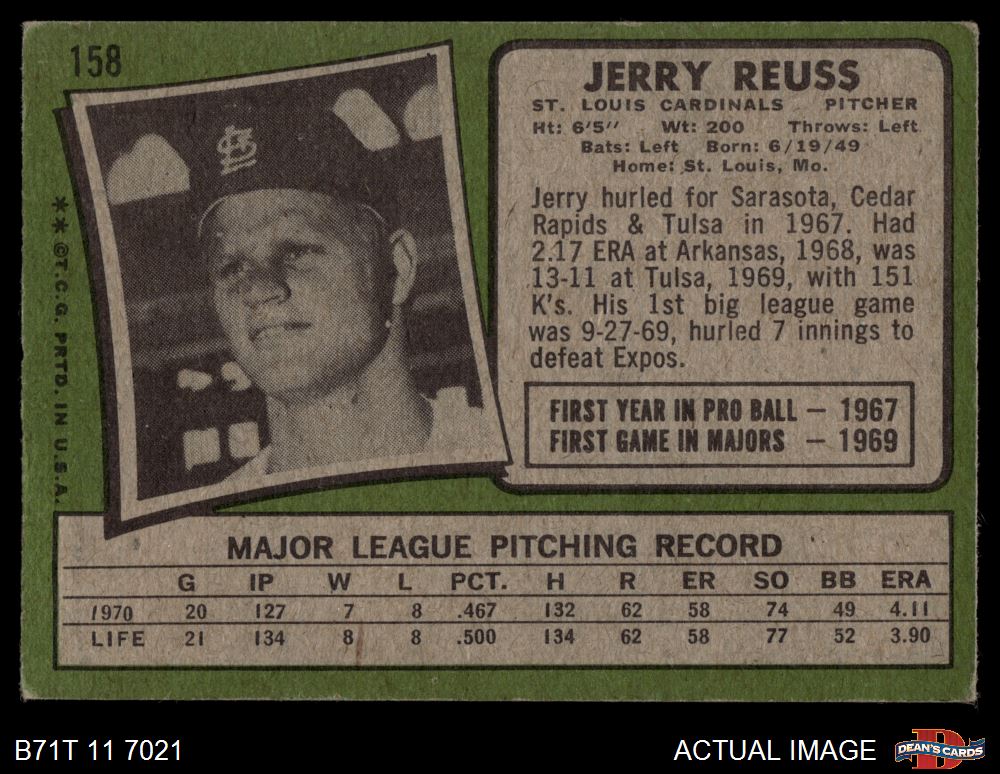 158
JERRY REUSS
ST. LOUIS CARDINALS PITCHER
Ht: 6'5" Wt: 200 Throws: Left
Bats: Left Born: 6/19/49
Home: St. Louis, Mo.
Jerry hurled for Sarasota, Cedar
Rapids & Tulsa in 1967. Had
2.17 ERA at Arkansas, 1968, was
13-11 at Tulsa, 1969, with 151
K's. His 1st big league game
was 9-27-69, hurled 7 innings to
defeat Expos.
FIRST YEAR IN PRO BALL — 1967
FIRST GAME IN MAJORS — 1969
StL
** ©T.C.G. PRTD. IN U.S.A.
MAJOR LEAGUE PITCHING RECORD
G IP W L PCT. H R ER SO BB ERA
1970 20 127 7 8 .467 132 62 58 74 49 4.11
LIFE 21 134 8 8 .500 134 62 58 77 52 3.90
B71T 11 7021
ACTUAL IMAGE
D
DEAN'S CARDS